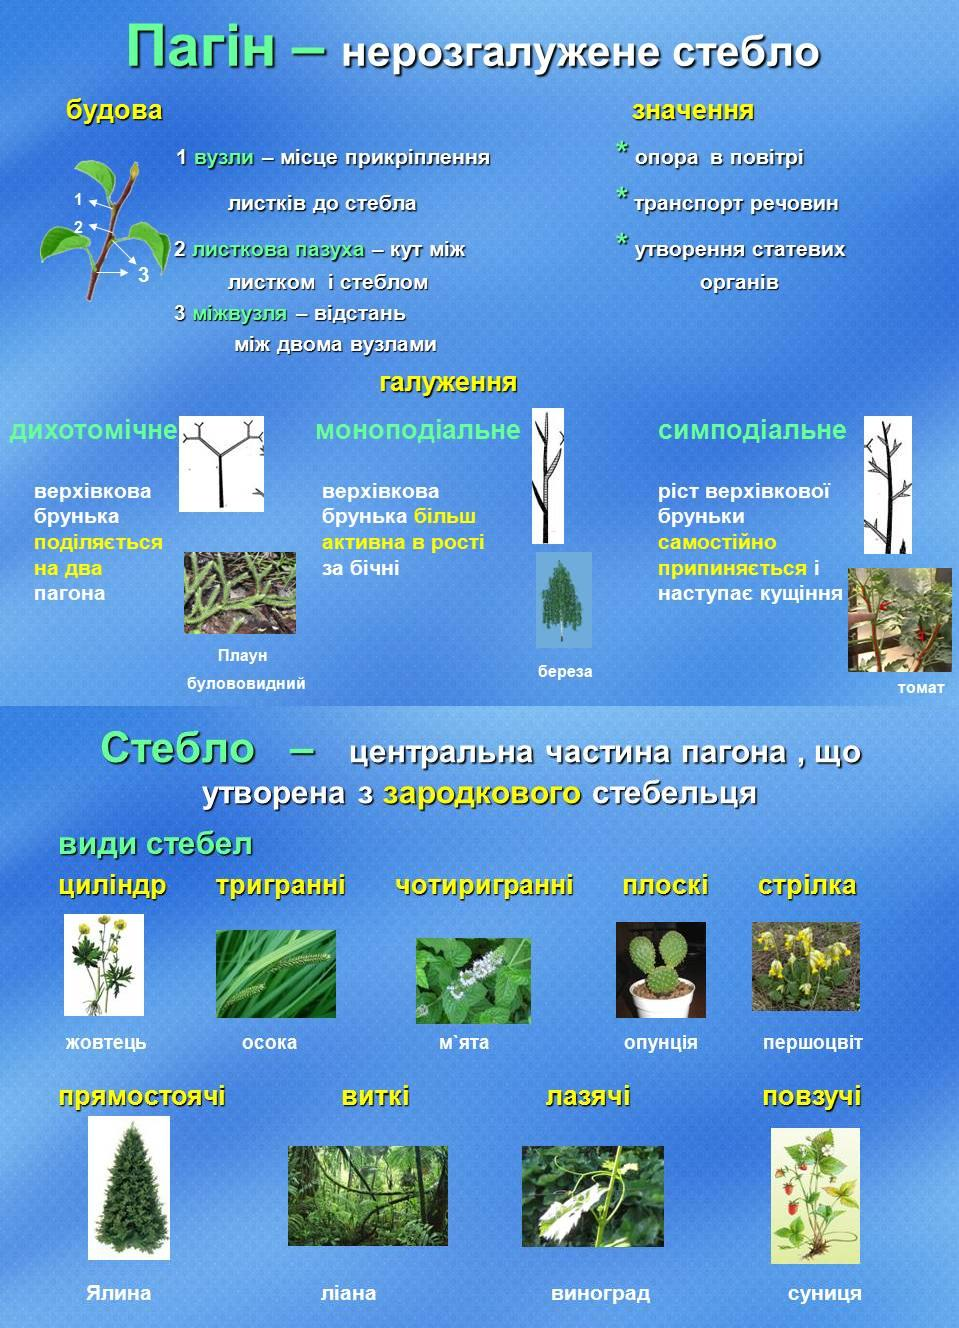 Пагін – нерозгалужене стебло
будова
значення
1 вузли – місце прикріплення
листків до стебла
2 листкова пазуха – кут між
листком і стеблом
3 міжвузля – відстань
між двома вузлами
1
2
3
* опора в повітрі
* транспорт речовин
* утворення статевих
органів
галуження
дихотомічне
верхівкова
брунька
поділяється
на два
пагона
Плаун
булововидний
моноподіальне
верхівкова
брунька більш
активна в рості
за бічні
береза
симподіальне
ріст верхівкової
бруньки
самостійно
припиняється і
наступає кущіння
томат
Стебло – центральна частина пагона , що
утворена з зародкового стебельця
види стебел
циліндр тригранні чотиригранні плоскі стрілка
жовтець осока м`ята опунція першоцвіт
прямостоячі виткі лазячі повзучі
Ялина ліана виноград суниця